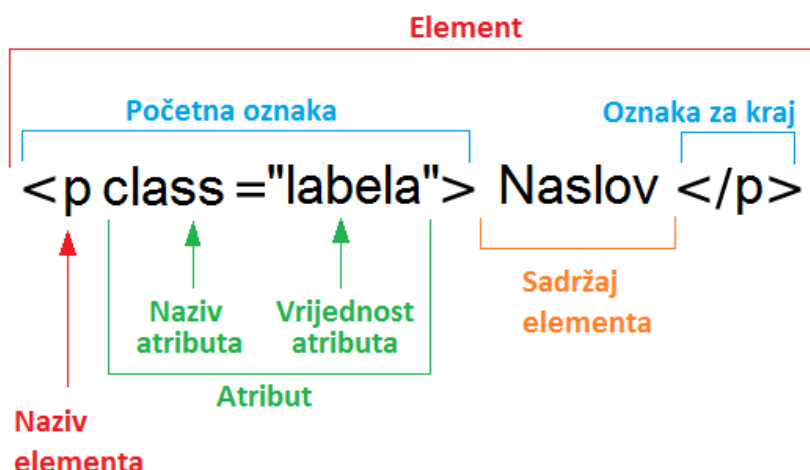 Element
Početna oznaka
Oznaka za kraj
<p class ="labela"> Naslov </p>
Naziv
atributa
Vrijednost
atributa
Sadržaj
elementa
Atribut
Naziv
elementa